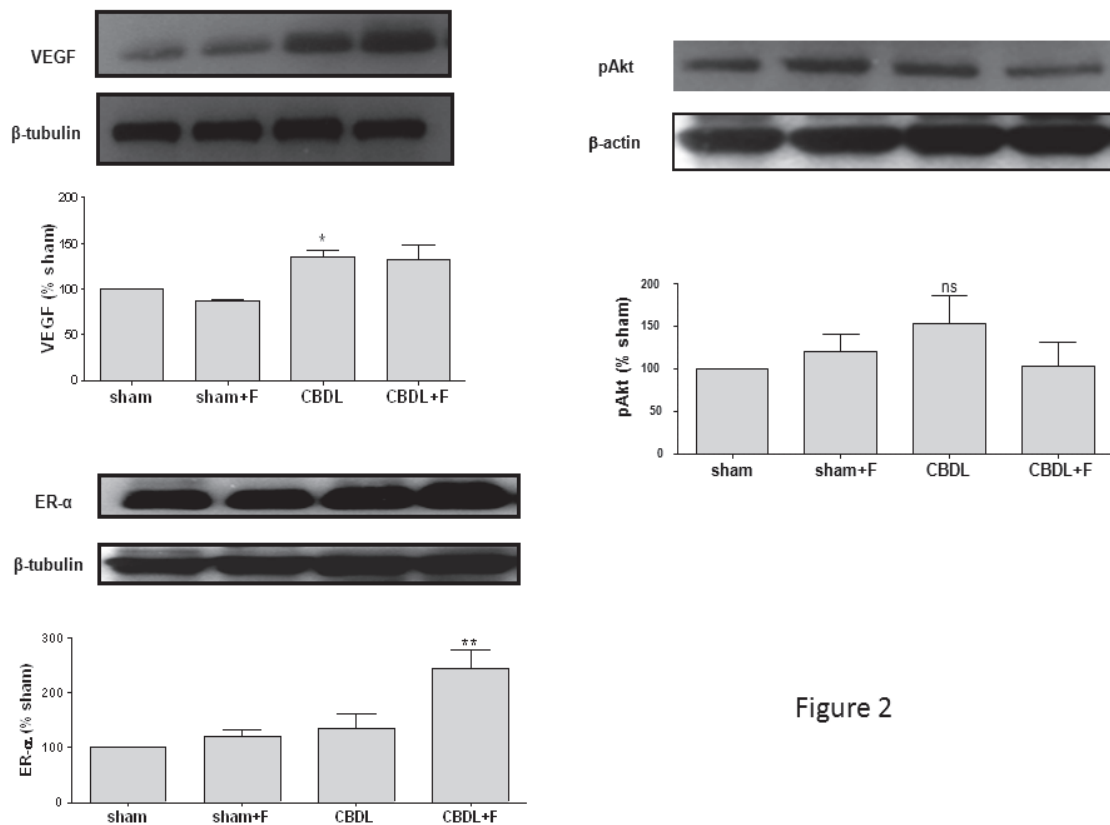 VEGF
β-tubulin
200
150
100
50
0
VEGF (% sham)
*
sham sham+F CBDL CBDL+F
pAkt
β-actin
200
150
100
50
0
pAkt (% sham)
ns
sham sham+F CBDL CBDL+F
ER-α
β-tubulin
300
200
100
0
ER-α (% sham)
**
sham sham+F CBDL CBDL+F
Figure 2